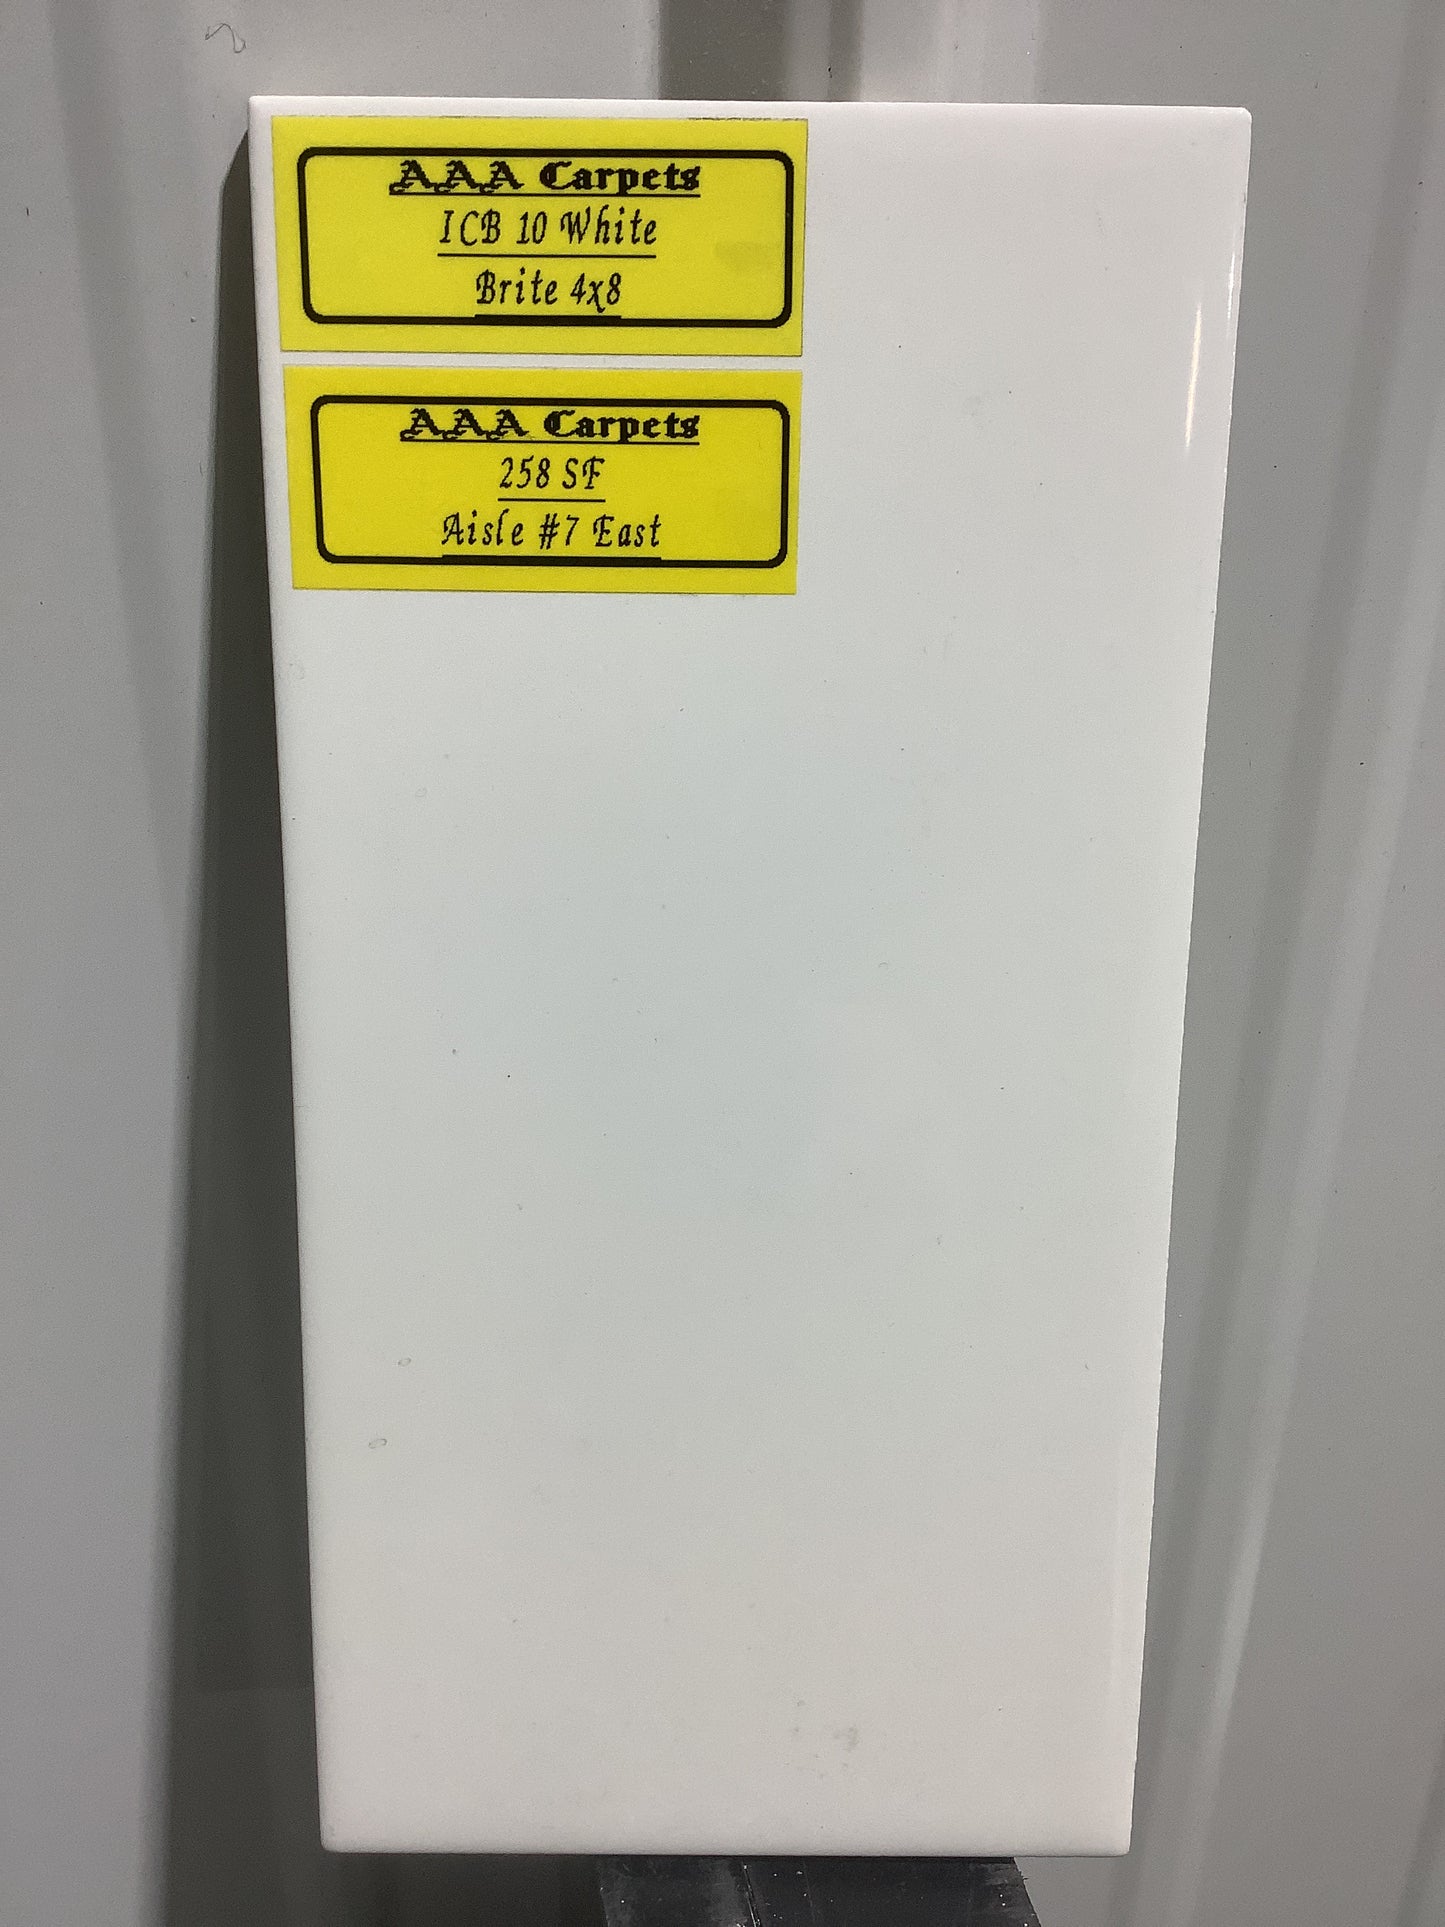 AAA Carpets
ICB 10 White
Brite 4x8
AAA Carpets
258 SF
Aisle #7 East